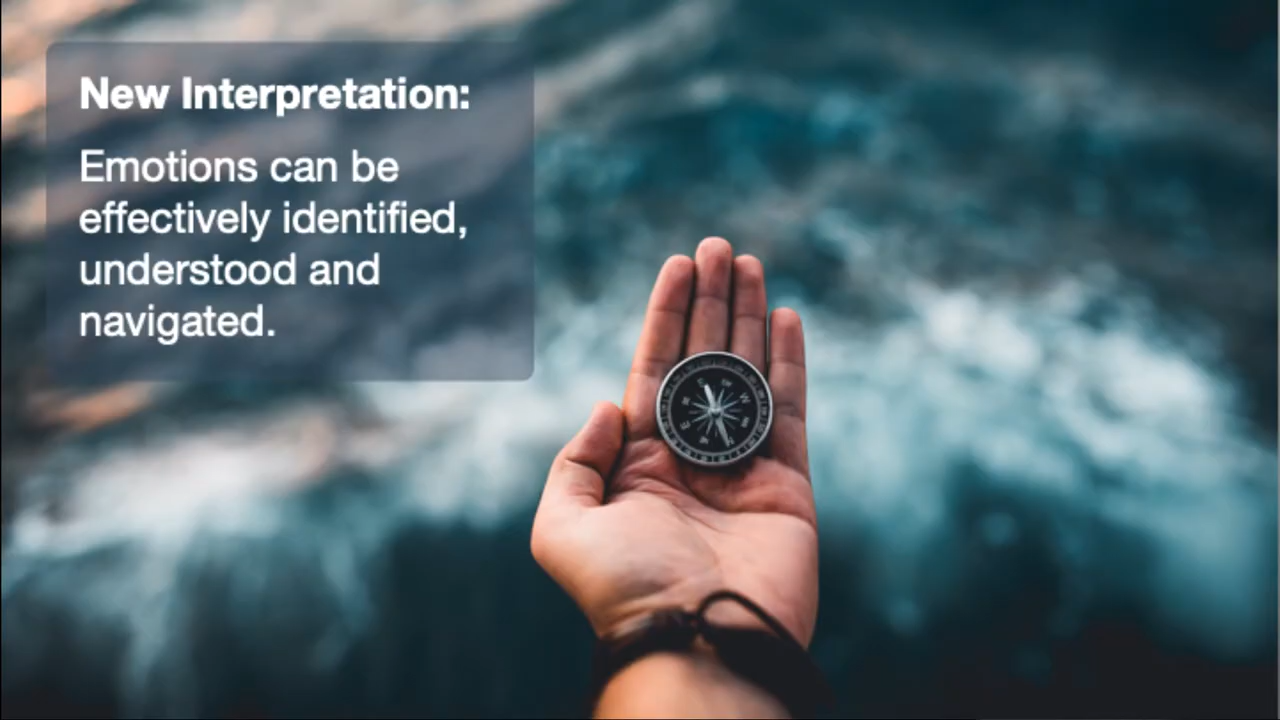 New Interpretation:
Emotions can be
effectively identified,
understood and
navigated.